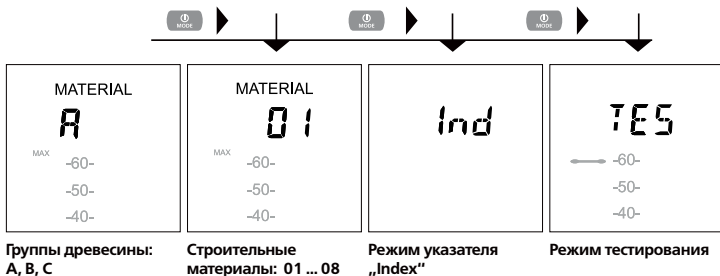 MODE MODE MODE
MATERIAL
A
MAX
-60-
-50-
-40-
MATERIAL
01
MAX
-60-
-50-
-40-
Ind
TES
-60-
-50-
-40-
Группы древесины:
A, B, C
Строительные
материалы: 01 ... 08
Режим указателя
„Index“
Режим тестирования